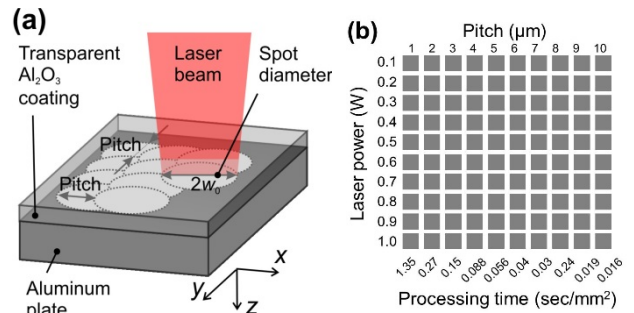 (a)
Transparent
Al₂O₃
coating
Laser
beam
Spot
diameter
Pitch
Pitch
2w₀
Aluminum
plate
x
y
z
(b)
Pitch (µm)
1 2 3 4 5 6 7 8 9 10
Laser power (W)
0.1
0.2
0.3
0.4
0.5
0.6
0.7
0.8
0.9
1.0
1.35 0.27 0.15 0.088 0.056 0.04 0.03 0.24 0.019 0.016
Processing time (sec/mm²)